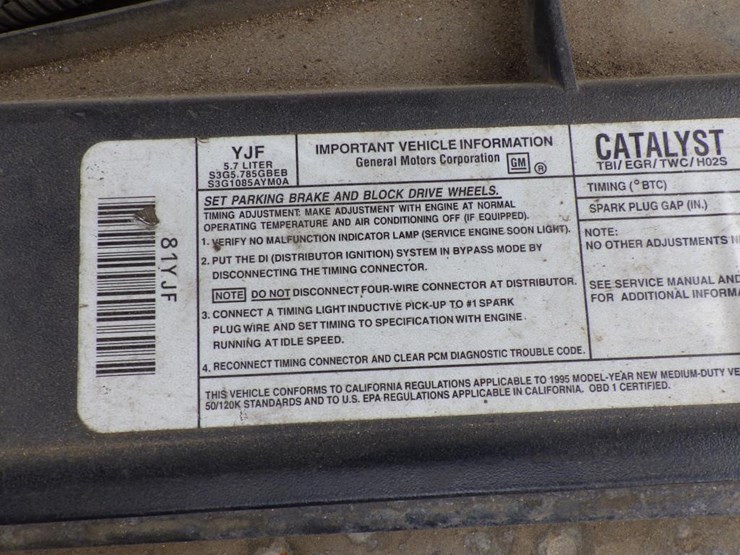 81YJF
YJF
5.7 LITER
S3G5.785GBEB
S3G1085AYM0A
IMPORTANT VEHICLE INFORMATION
General Motors Corporation GM ®
CATALYST
TBI/EGR/TWC/H02S
SET PARKING BRAKE AND BLOCK DRIVE WHEELS.
TIMING ADJUSTMENT: MAKE ADJUSTMENT WITH ENGINE AT NORMAL
OPERATING TEMPERATURE AND AIR CONDITIONING OFF (IF EQUIPPED).
1. VERIFY NO MALFUNCTION INDICATOR LAMP (SERVICE ENGINE SOON LIGHT).
2. PUT THE DI (DISTRIBUTOR IGNITION) SYSTEM IN BYPASS MODE BY
DISCONNECTING THE TIMING CONNECTOR.
NOTE DO NOT DISCONNECT FOUR-WIRE CONNECTOR AT DISTRIBUTOR.
3. CONNECT A TIMING LIGHT INDUCTIVE PICK-UP TO #1 SPARK
PLUG WIRE AND SET TIMING TO SPECIFICATION WITH ENGINE
RUNNING AT IDLE SPEED.
4. RECONNECT TIMING CONNECTOR AND CLEAR PCM DIAGNOSTIC TROUBLE CODE.
TIMING (°BTC)
SPARK PLUG GAP (IN.)
NOTE:
NO OTHER ADJUSTMENTS
SEE SERVICE MANUAL AND
FOR ADDITIONAL INFORMA
THIS VEHICLE CONFORMS TO CALIFORNIA REGULATIONS APPLICABLE TO 1995 MODEL-YEAR NEW MEDIUM-DUTY VE
50/120K STANDARDS AND TO U.S. EPA REGULATIONS APPLICABLE IN CALIFORNIA. OBD 1 CERTIFIED.